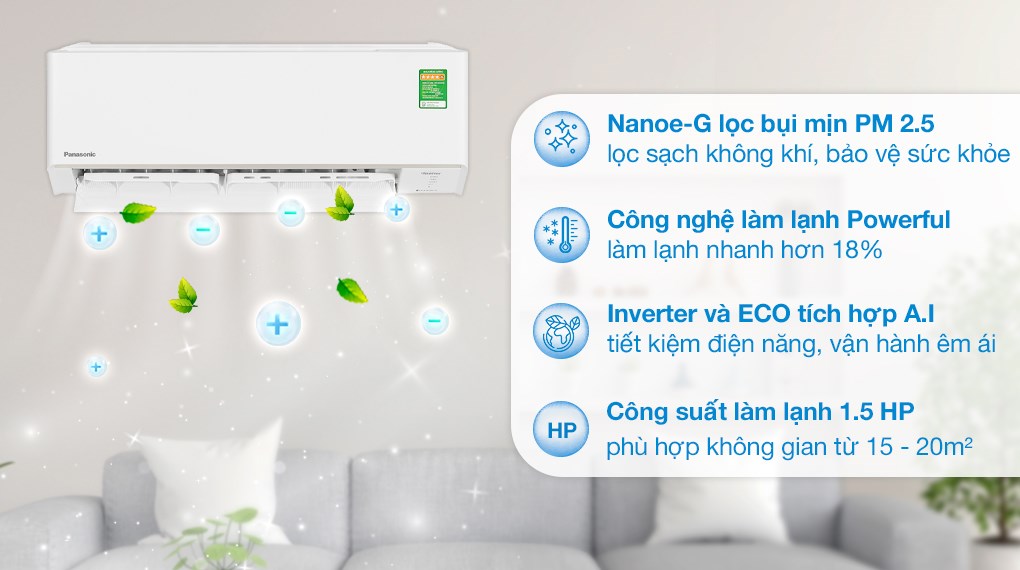 Panasonic
Nanoe-G lọc bụi mịn PM 2.5
lọc sạch không khí, bảo vệ sức khỏe
Công nghệ làm lạnh Powerful
làm lạnh nhanh hơn 18%
Inverter và ECO tích hợp A.I
tiết kiệm điện năng, vận hành êm ái
HP
Công suất làm lạnh 1.5 HP
phù hợp không gian từ 15 - 20m²